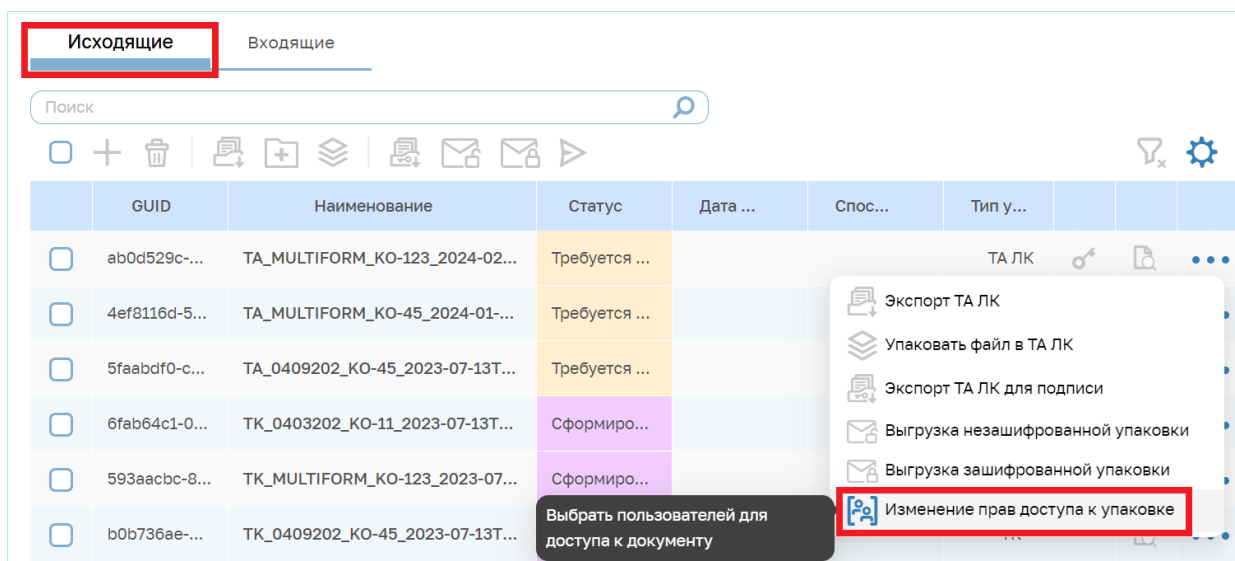 Исходящие
Входящие
Поиск
GUID Наименование Статус Дата ... Спос... Тип у...
ab0d529c-... TA_MULTIFORM_KO-123_2024-02... Требуется ... ТА ЛК
4ef8116d-5... TA_MULTIFORM_KO-45_2024-01-... Требуется ...
5faabdf0-c... TA_0409202_KO-45_2023-07-13T... Требуется ...
6fab64c1-0... TK_0403202_KO-11_2023-07-13T... Сформиро...
593aacbc-8... TK_MULTIFORM_KO-123_2023-07... Сформиро...
b0b736ae-... TK_0409202_KO-45_2023-07-13T...
Экспорт ТА ЛК
Упаковать файл в ТА ЛК
Экспорт ТА ЛК для подписи
Выгрузка незашифрованной упаковки
Выгрузка зашифрованной упаковки
Изменение прав доступа к упаковке
Выбрать пользователей для
доступа к документу